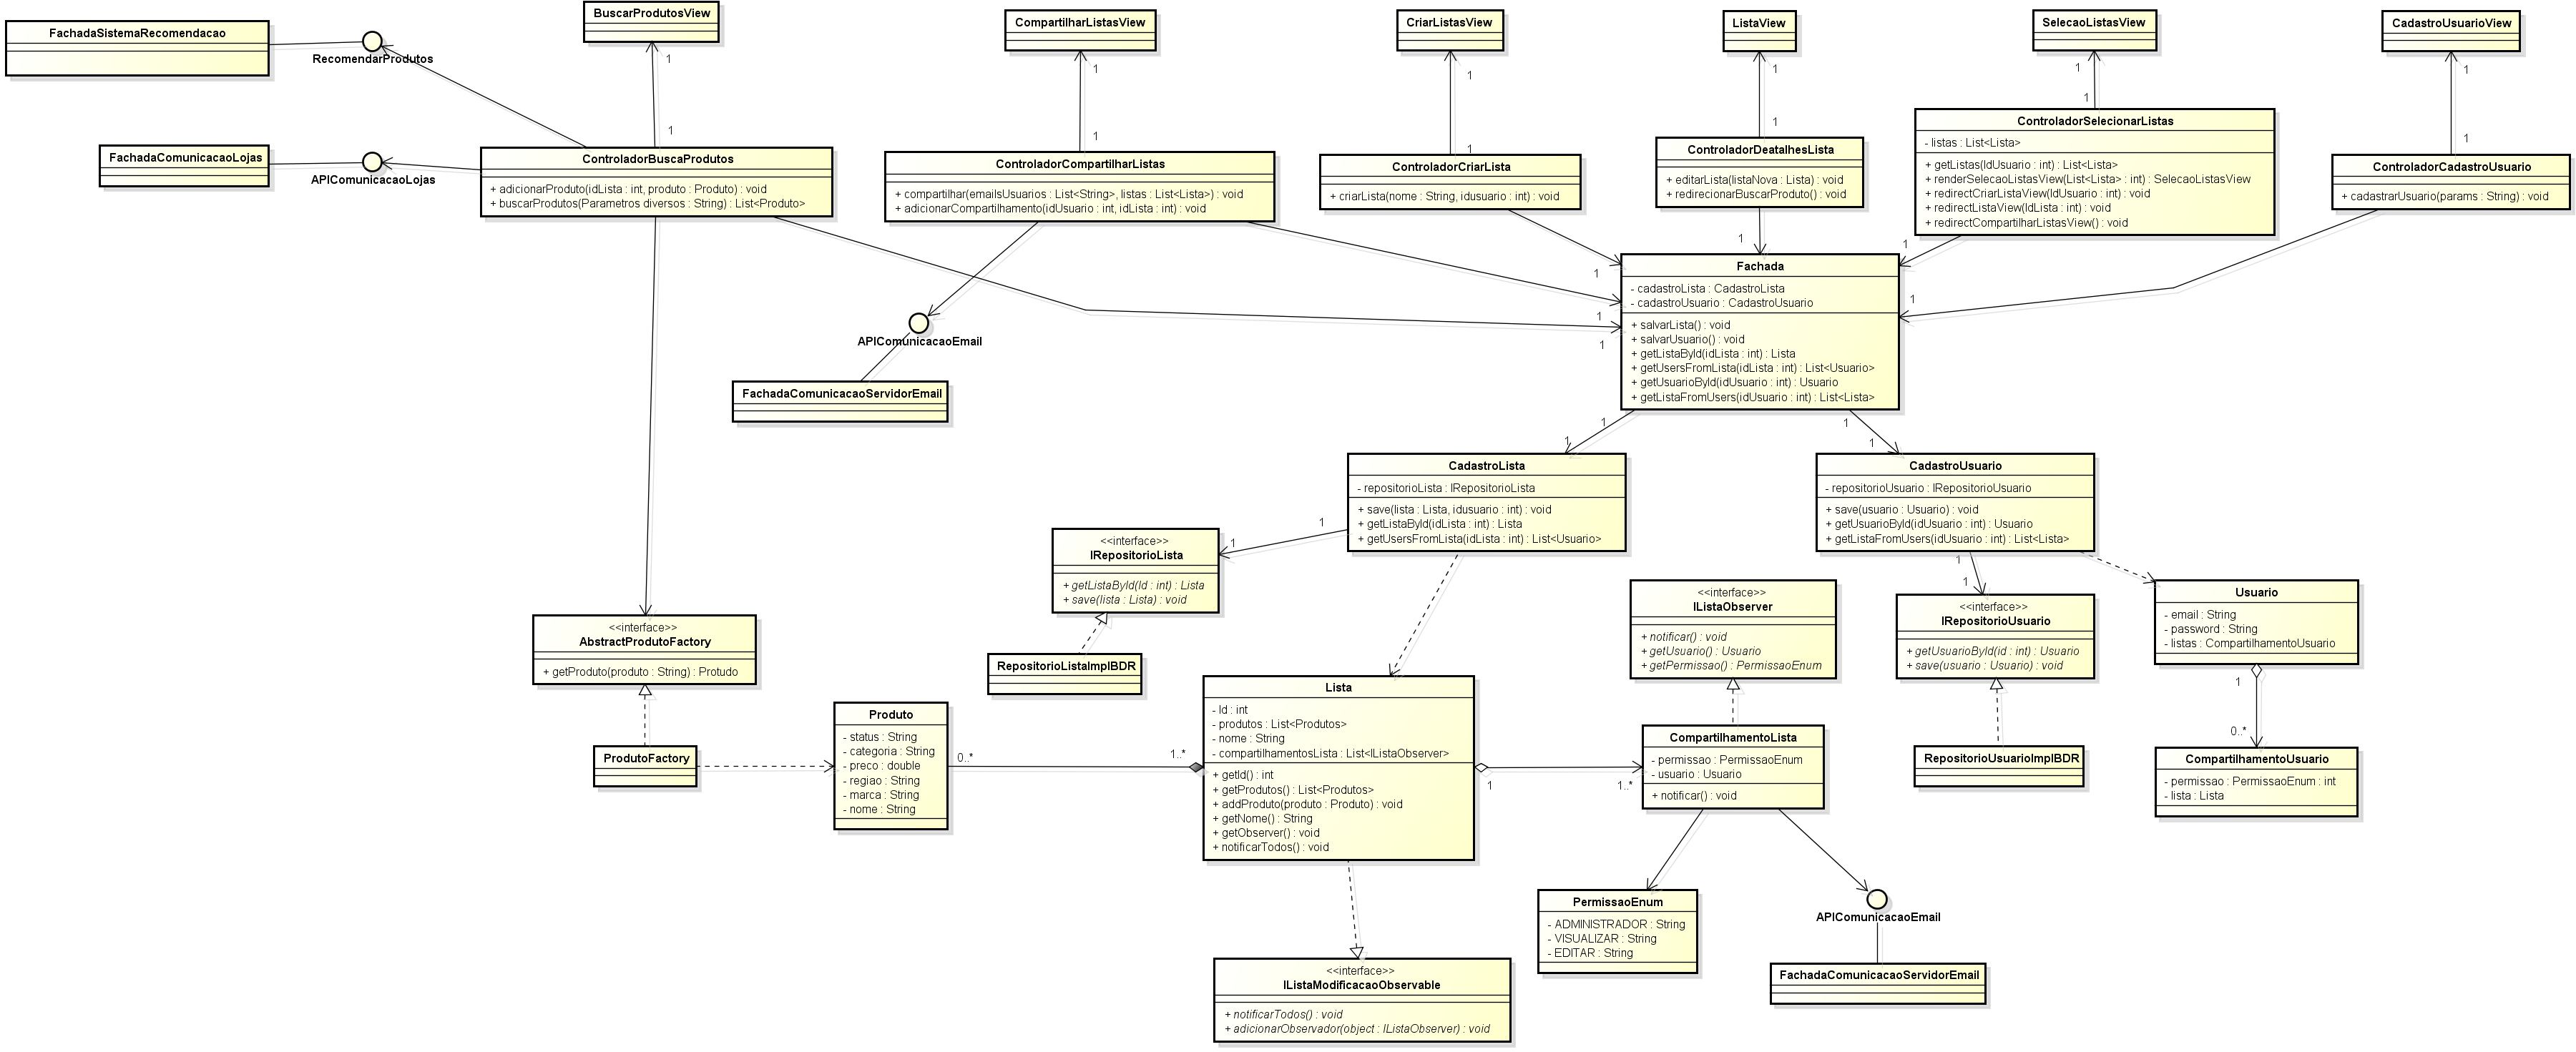 FachadaSistemaRecomendacao
RecomendarProdutos
BuscarProdutosView
1
1
CompartilharListasView
1
1
CriarListasView
1
1
ListaView
1
1
SelecaoListasView
1
1
CadastroUsuarioView
1
1
FachadaComunicacaoLojas
APIComunicacaoLojas
ControladorBuscaProdutos
+ adicionarProduto(idLista : int, produto : Produto) : void
+ buscarProdutos(Parametros diversos : String) : List<Produto>
ControladorCompartilharListas
+ compartilhar(emailsUsuarios : List<String>, listas : List<Lista>) : void
+ adicionarCompartilhamento(idUsuario : int, idLista : int) : void
ControladorCriarLista
+ criarLista(nome : String, idusuario : int) : void
ControladorDeatalhesLista
+ editarLista(listaNova : Lista) : void
+ redirecionarBuscarProduto() : void
ControladorSelecionarListas
- listas : List<Lista>
+ getListas(IdUsuario : int) : List<Lista>
+ renderSelecaoListasView(List<Lista> : int) : SelecaoListasView
+ redirectCriarListaView(IdUsuario : int) : void
+ redirectListaView(IdLista : int) : void
+ redirectCompartilharListasView() : void
ControladorCadastroUsuario
+ cadastrarUsuario(params : String) : void
1
1
1
1
1
1
Fachada
- cadastroLista : CadastroLista
- cadastroUsuario : CadastroUsuario
+ salvarLista() : void
+ salvarUsuario() : void
+ getListaById(idLista : int) : Lista
+ getUsersFromLista(idLista : int) : List<Usuario>
+ getUsuarioById(idUsuario : int) : Usuario
+ getListaFromUsers(idUsuario : int) : List<Lista>
APIComunicacaoEmail
FachadaComunicacaoServidorEmail
1
1
1
1
CadastroLista
- repositorioLista : IRepositorioLista
+ save(lista : Lista, idusuario : int) : void
+ getListaById(idLista : int) : Lista
+ getUsersFromLista(idLista : int) : List<Usuario>
CadastroUsuario
- repositorioUsuario : IRepositorioUsuario
+ save(usuario : Usuario) : void
+ getUsuarioById(idUsuario : int) : Usuario
+ getListaFromUsers(idUsuario : int) : List<Lista>
1
1
1
1
<<interface>>
IRepositorioLista
+ getListaById(Id : int) : Lista
+ save(lista : Lista) : void
RepositorioListaImplBDR
<<interface>>
IListaObserver
+ notificar() : void
+ getUsuario() : Usuario
+ getPermissao() : PermissaoEnum
<<interface>>
IRepositorioUsuario
+ getUsuarioById(id : int) : Usuario
+ save(usuario : Usuario) : void
Usuario
- email : String
- password : String
- listas : CompartilhamentoUsuario
<<interface>>
AbstractProdutoFactory
+ getProduto(produto : String) : Protudo
ProdutoFactory
Produto
- status : String
- categoria : String
- preco : double
- regiao : String
- marca : String
- nome : String
0..*
1..*
Lista
- Id : int
- produtos : List<Produtos>
- nome : String
- compartilhamentosLista : List<IListaObserver>
+ getId() : int
+ getProdutos() : List<Produtos>
+ addProduto(produto : Produto) : void
+ getNome() : String
+ getObserver() : void
+ notificarTodos() : void
1
1..*
CompartilhamentoLista
- permissao : PermissaoEnum
- usuario : Usuario
+ notificar() : void
RepositorioUsuarioImplBDR
1
0..*
CompartilhamentoUsuario
- permissao : PermissaoEnum : int
- lista : Lista
PermissaoEnum
- ADMINISTRADOR : String
- VISUALIZAR : String
- EDITAR : String
APIComunicacaoEmail
FachadaComunicacaoServidorEmail
<<interface>>
IListaModificacaoObservable
+ notificarTodos() : void
+ adicionarObservador(object : IListaObserver) : void